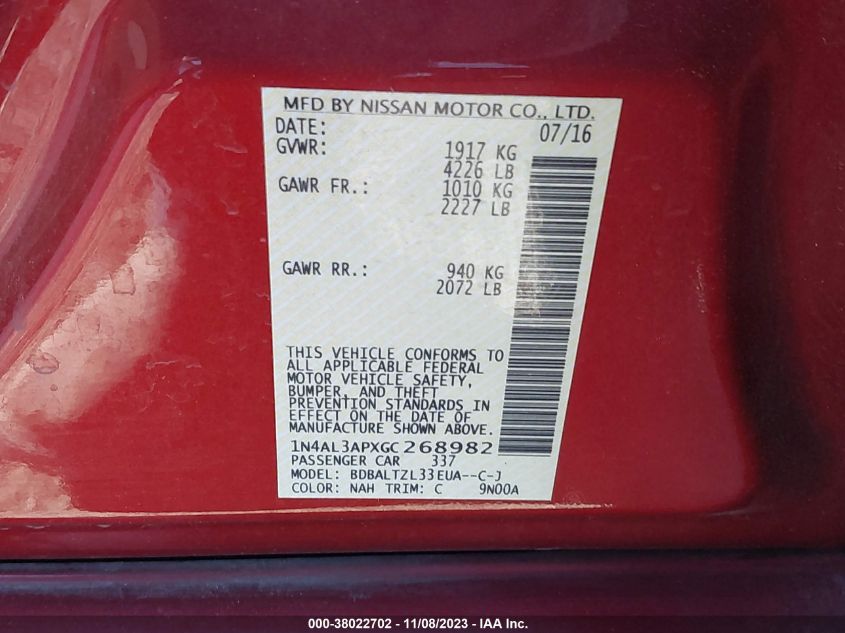 MFD BY NISSAN MOTOR CO., LTD.
DATE: 07/16
GVWR: 1917 KG
4226 LB
GAWR FR.: 1010 KG
2227 LB
GAWR RR.: 940 KG
2072 LB
THIS VEHICLE CONFORMS TO
ALL APPLICABLE FEDERAL
MOTOR VEHICLE SAFETY,
BUMPER, AND THEFT
PREVENTION STANDARDS IN
EFFECT ON THE DATE OF
MANUFACTURE SHOWN ABOVE.
1N4AL3APXGC268982
PASSENGER CAR 337
MODEL: BDBALTZL33EUA--C-J
COLOR: NAH TRIM: C 9N00A
000-38022702 - 11/08/2023 - IAA Inc.